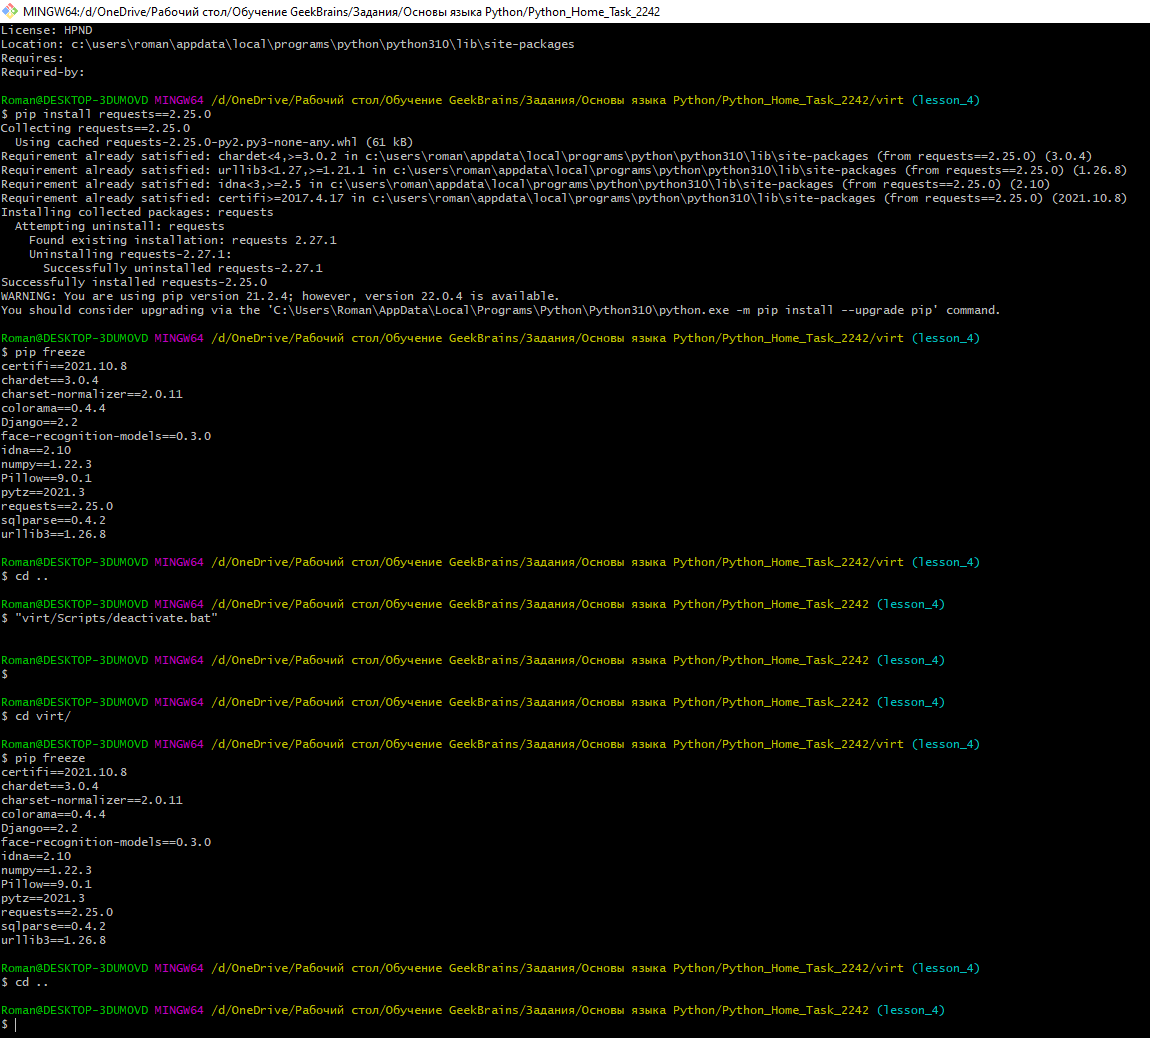 MINGW64:/d/OneDrive/Рабочий стол/Обучение GeekBrains/Задания/Основы языка Python/Python_Home_Task_2242
License: HPND
Location: c:\users\roman\appdata\local\programs\python\python310\lib\site-packages
Requires:
Required-by:
Roman@DESKTOP-3DUMOVD MINGW64 /d/OneDrive/Рабочий стол/Обучение GeekBrains/Задания/Основы языка Python/Python_Home_Task_2242/virt (lesson_4)
$ pip install requests==2.25.0
Collecting requests==2.25.0
  Using cached requests-2.25.0-py2.py3-none-any.whl (61 kB)
Requirement already satisfied: chardet<4,>=3.0.2 in c:\users\roman\appdata\local\programs\python\python310\lib\site-packages (from requests==2.25.0) (3.0.4)
Requirement already satisfied: urllib3<1.27,>=1.21.1 in c:\users\roman\appdata\local\programs\python\python310\lib\site-packages (from requests==2.25.0) (1.26.8)
Requirement already satisfied: idna<3,>=2.5 in c:\users\roman\appdata\local\programs\python\python310\lib\site-packages (from requests==2.25.0) (2.10)
Requirement already satisfied: certifi>=2017.4.17 in c:\users\roman\appdata\local\programs\python\python310\lib\site-packages (from requests==2.25.0) (2021.10.8)
Installing collected packages: requests
  Attempting uninstall: requests
    Found existing installation: requests 2.27.1
    Uninstalling requests-2.27.1:
      Successfully uninstalled requests-2.27.1
Successfully installed requests-2.25.0
WARNING: You are using pip version 21.2.4; however, version 22.0.4 is available.
You should consider upgrading via the 'C:\Users\Roman\AppData\Local\Programs\Python\Python310\python.exe -m pip install --upgrade pip' command.
Roman@DESKTOP-3DUMOVD MINGW64 /d/OneDrive/Рабочий стол/Обучение GeekBrains/Задания/Основы языка Python/Python_Home_Task_2242/virt (lesson_4)
$ pip freeze
certifi==2021.10.8
chardet==3.0.4
charset-normalizer==2.0.11
colorama==0.4.4
Django==2.2
face-recognition-models==0.3.0
idna==2.10
numpy==1.22.3
Pillow==9.0.1
pytz==2021.3
requests==2.25.0
sqlparse==0.4.2
urllib3==1.26.8
Roman@DESKTOP-3DUMOVD MINGW64 /d/OneDrive/Рабочий стол/Обучение GeekBrains/Задания/Основы языка Python/Python_Home_Task_2242/virt (lesson_4)
$ cd ..
Roman@DESKTOP-3DUMOVD MINGW64 /d/OneDrive/Рабочий стол/Обучение GeekBrains/Задания/Основы языка Python/Python_Home_Task_2242 (lesson_4)
$ "virt/Scripts/deactivate.bat"
Roman@DESKTOP-3DUMOVD MINGW64 /d/OneDrive/Рабочий стол/Обучение GeekBrains/Задания/Основы языка Python/Python_Home_Task_2242 (lesson_4)
$
Roman@DESKTOP-3DUMOVD MINGW64 /d/OneDrive/Рабочий стол/Обучение GeekBrains/Задания/Основы языка Python/Python_Home_Task_2242 (lesson_4)
$ cd virt/
Roman@DESKTOP-3DUMOVD MINGW64 /d/OneDrive/Рабочий стол/Обучение GeekBrains/Задания/Основы языка Python/Python_Home_Task_2242/virt (lesson_4)
$ pip freeze
certifi==2021.10.8
chardet==3.0.4
charset-normalizer==2.0.11
colorama==0.4.4
Django==2.2
face-recognition-models==0.3.0
idna==2.10
numpy==1.22.3
Pillow==9.0.1
pytz==2021.3
requests==2.25.0
sqlparse==0.4.2
urllib3==1.26.8
Roman@DESKTOP-3DUMOVD MINGW64 /d/OneDrive/Рабочий стол/Обучение GeekBrains/Задания/Основы языка Python/Python_Home_Task_2242/virt (lesson_4)
$ cd ..
Roman@DESKTOP-3DUMOVD MINGW64 /d/OneDrive/Рабочий стол/Обучение GeekBrains/Задания/Основы языка Python/Python_Home_Task_2242 (lesson_4)
$